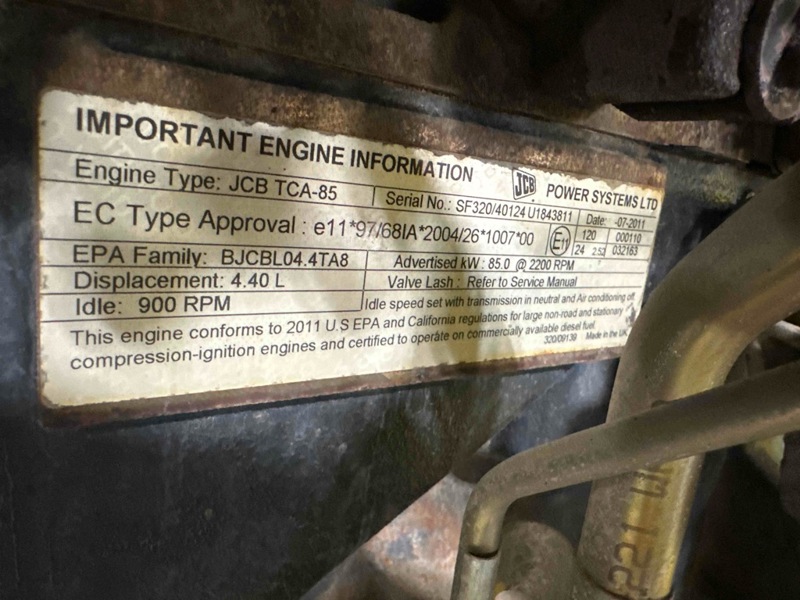 IMPORTANT ENGINE INFORMATION JCB POWER SYSTEMS LTD
Engine Type: JCB TCA-85 Serial No.: SF320/40124 U1843811 Date: -07-2011
EC Type Approval : e11*97/68IA*2004/26*1007*00 E11 120 000110
24 2.52 032163
EPA Family: BJCBL04.4TA8 Advertised kW : 85.0 @ 2200 RPM
Displacement: 4.40 L Valve Lash : Refer to Service Manual
Idle: 900 RPM Idle speed set with transmission in neutral and Air conditioning off
This engine conforms to 2011 U.S EPA and California regulations for large non-road and stationary
compression-ignition engines and certified to operate on commercially available diesel fuel.
320/09139 Made in the UK
221